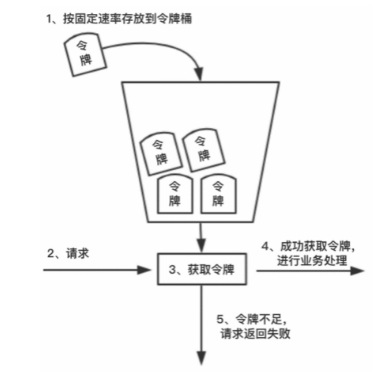 1、按固定速率存放到令牌桶
令
牌
令
牌
令
牌
令
牌
令
牌
2、请求
3、获取令牌
4、成功获取令牌，
进行业务处理
5、令牌不足，
请求返回失败